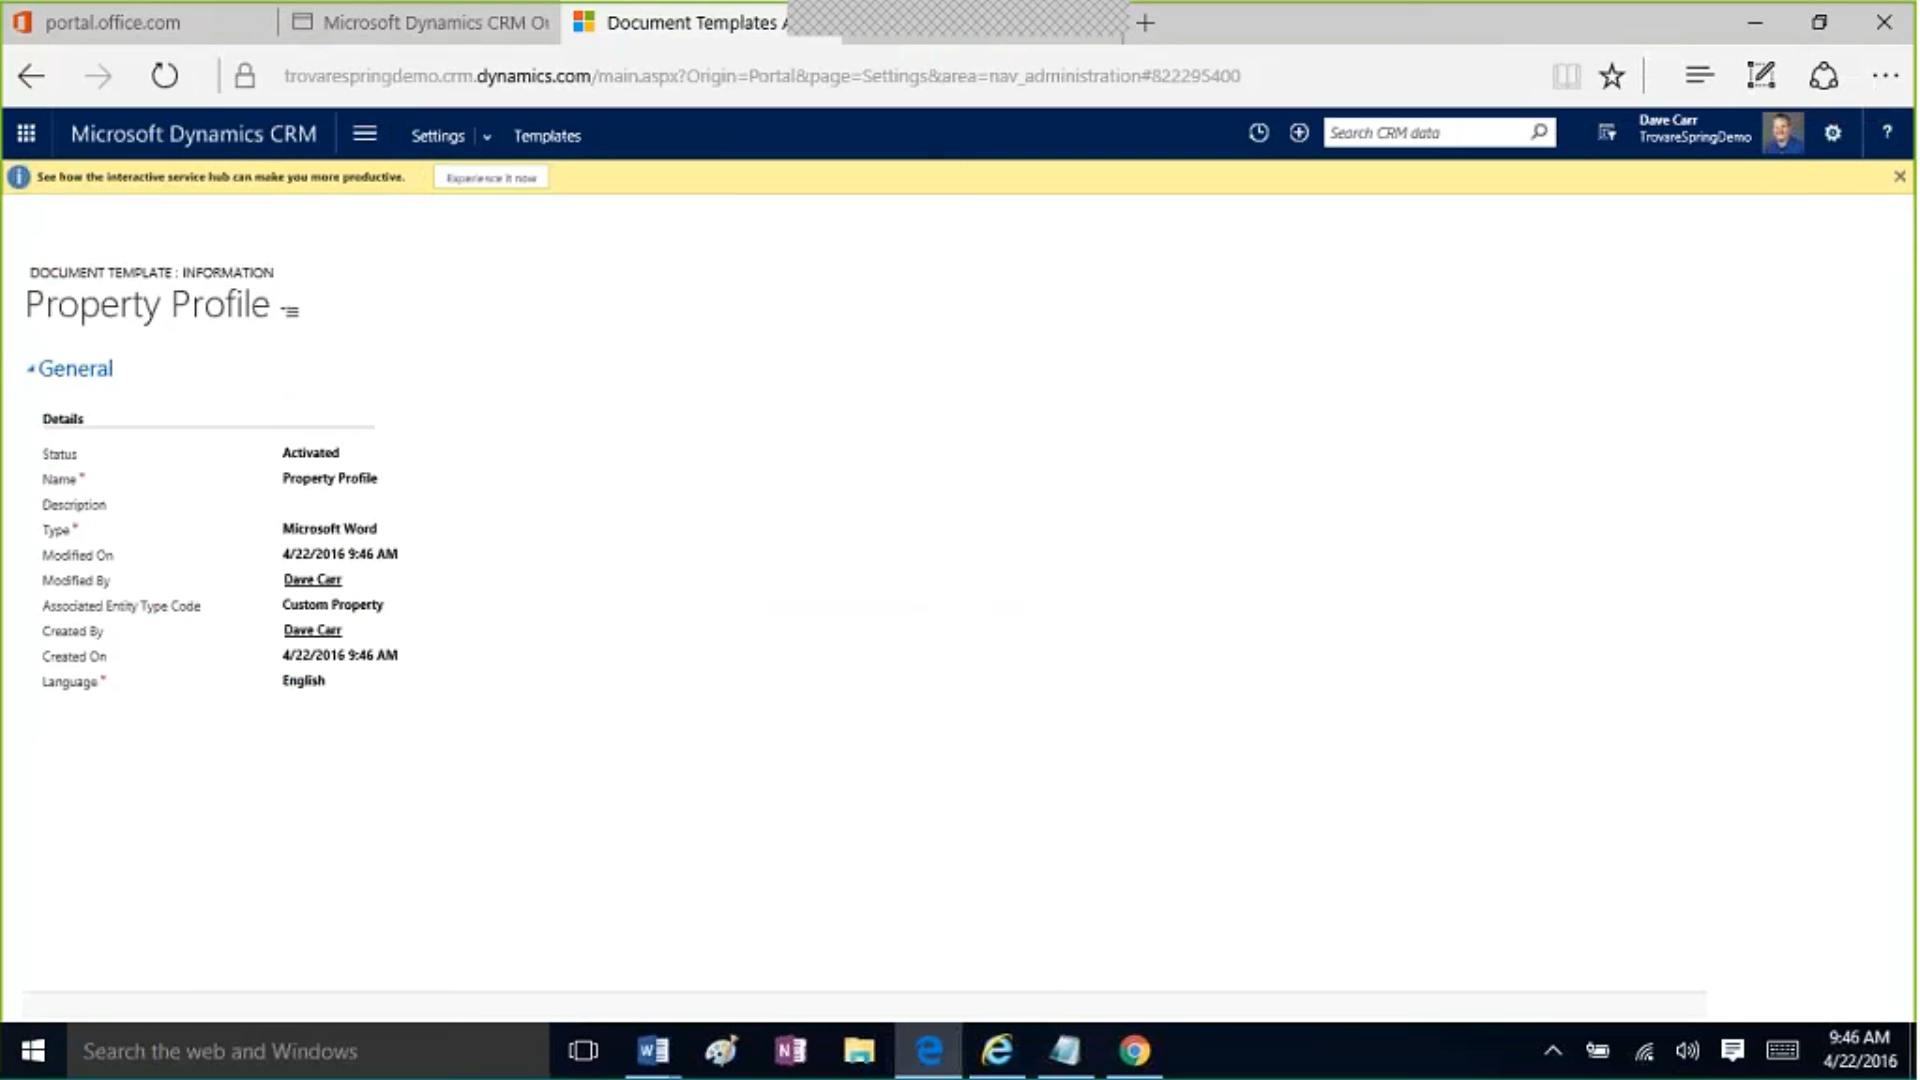 portal.office.com
Microsoft Dynamics CRM
Document Templates
trovarespringdemo.crm.dynamics.com/main.aspx?Origin=Portal&page=Settings&area=nav_administration#822295400
Microsoft Dynamics CRM
Settings
Templates
Search CRM data
Dave Carr
TrovareSpringDemo
?
See how the interactive service hub can make you more productive.
Experience it now
DOCUMENT TEMPLATE : INFORMATION
Property Profile
General
Details
Status Activated
Name * Property Profile
Description
Type * Microsoft Word
Modified On 4/22/2016 9:46 AM
Modified By Dave Carr
Associated Entity Type Code Custom Property
Created By Dave Carr
Created On 4/22/2016 9:46 AM
Language * English
Search the web and Windows
9:46 AM
4/22/2016